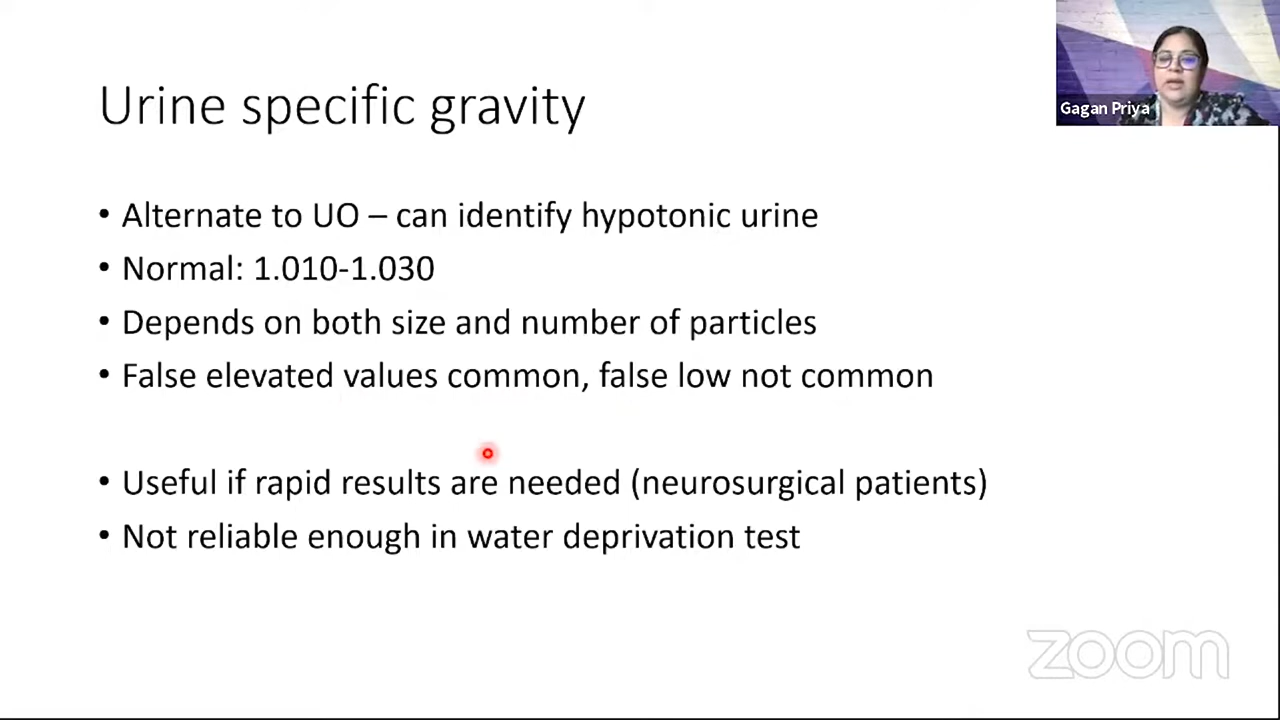 Urine specific gravity
Gagan Priya
• Alternate to UO – can identify hypotonic urine
• Normal: 1.010-1.030
• Depends on both size and number of particles
• False elevated values common, false low not common
• Useful if rapid results are needed (neurosurgical patients)
• Not reliable enough in water deprivation test
zoom